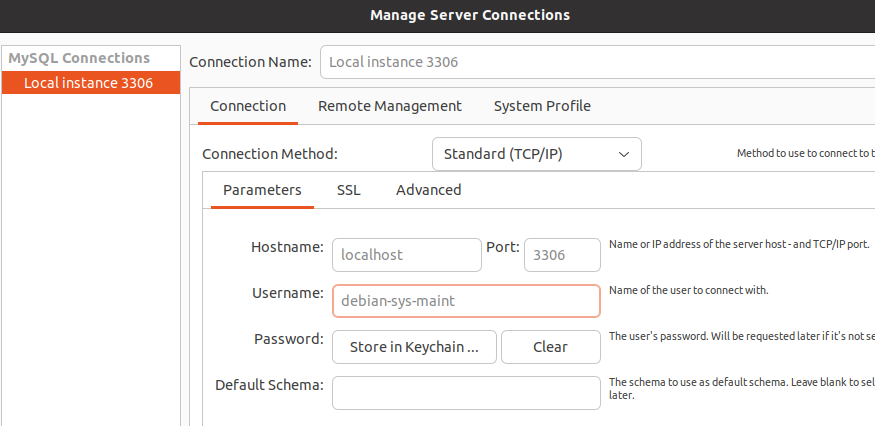 Manage Server Connections
MySQL Connections
Local instance 3306
Connection Name: Local instance 3306
Connection Remote Management System Profile
Connection Method: Standard (TCP/IP) Method to use to connect to t
Parameters SSL Advanced
Hostname: localhost Port: 3306 Name or IP address of the server host - and TCP/IP port.
Username: debian-sys-maint Name of the user to connect with.
Password: Store in Keychain ... Clear The user's password. Will be requested later if it's not se
Default Schema: The schema to use as default schema. Leave blank to sel
later.